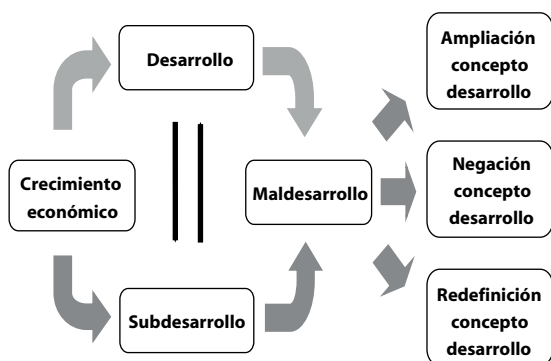 Desarrollo
Crecimiento
económico
Subdesarrollo
Maldesarrollo
Ampliación
concepto
desarrollo
Negación
concepto
desarrollo
Redefinición
concepto
desarrollo